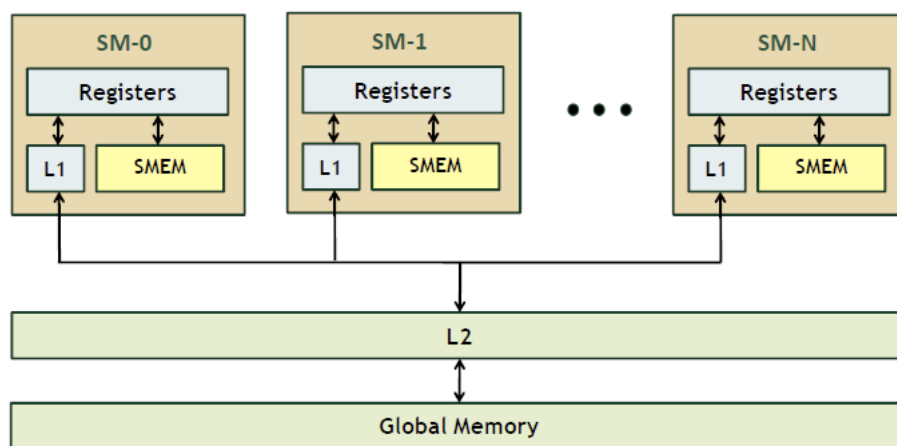 SM-0
SM-1
SM-N
Registers
Registers
Registers
L1
SMEM
L1
SMEM
L1
SMEM
L2
Global Memory